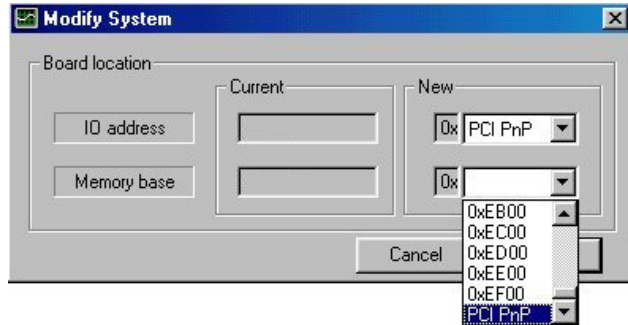 Modify System
Board location
Current
New
IO address
0x PCI PnP
Memory base
0x
0xEB00
0xEC00
0xED00
0xEE00
0xEF00
PCI PnP
Cancel